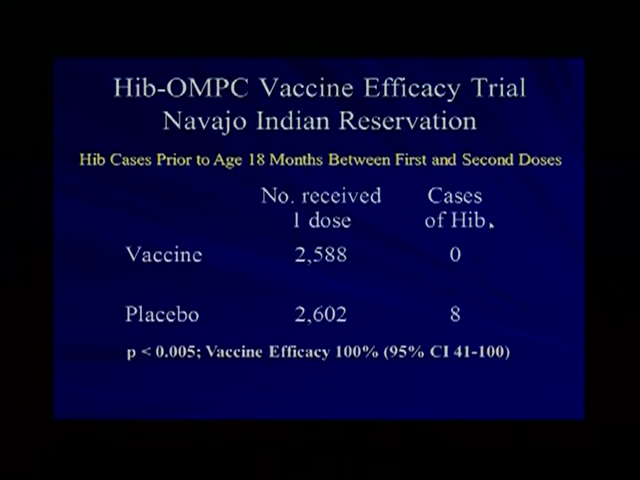 Hib-OMPC Vaccine Efficacy Trial
Navajo Indian Reservation
Hib Cases Prior to Age 18 Months Between First and Second Doses
No. received Cases
1 dose of Hib
Vaccine 2,588 0
Placebo 2,602 8
p < 0.005; Vaccine Efficacy 100% (95% CI 41-100)